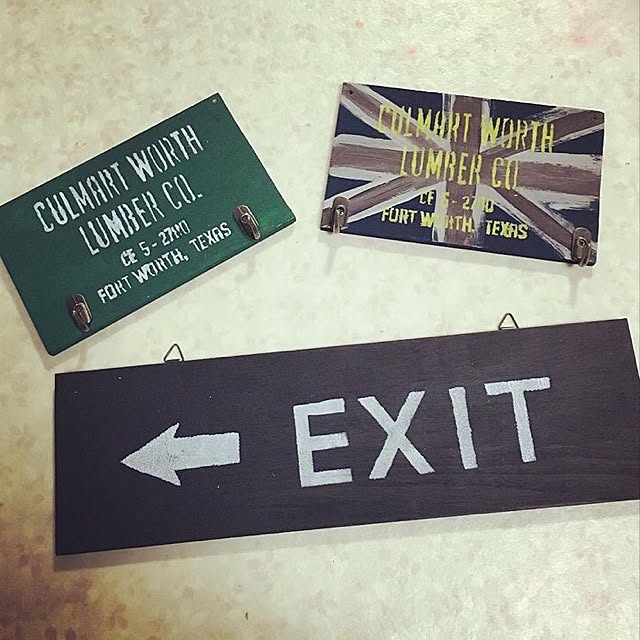 CULMART WORTH
LUMBER CO.
CE 5-2700
FORT WORTH, TEXAS
CULMART WORTH
LUMBER CO.
CE 5-2700
FORT WORTH, TEXAS
EXIT